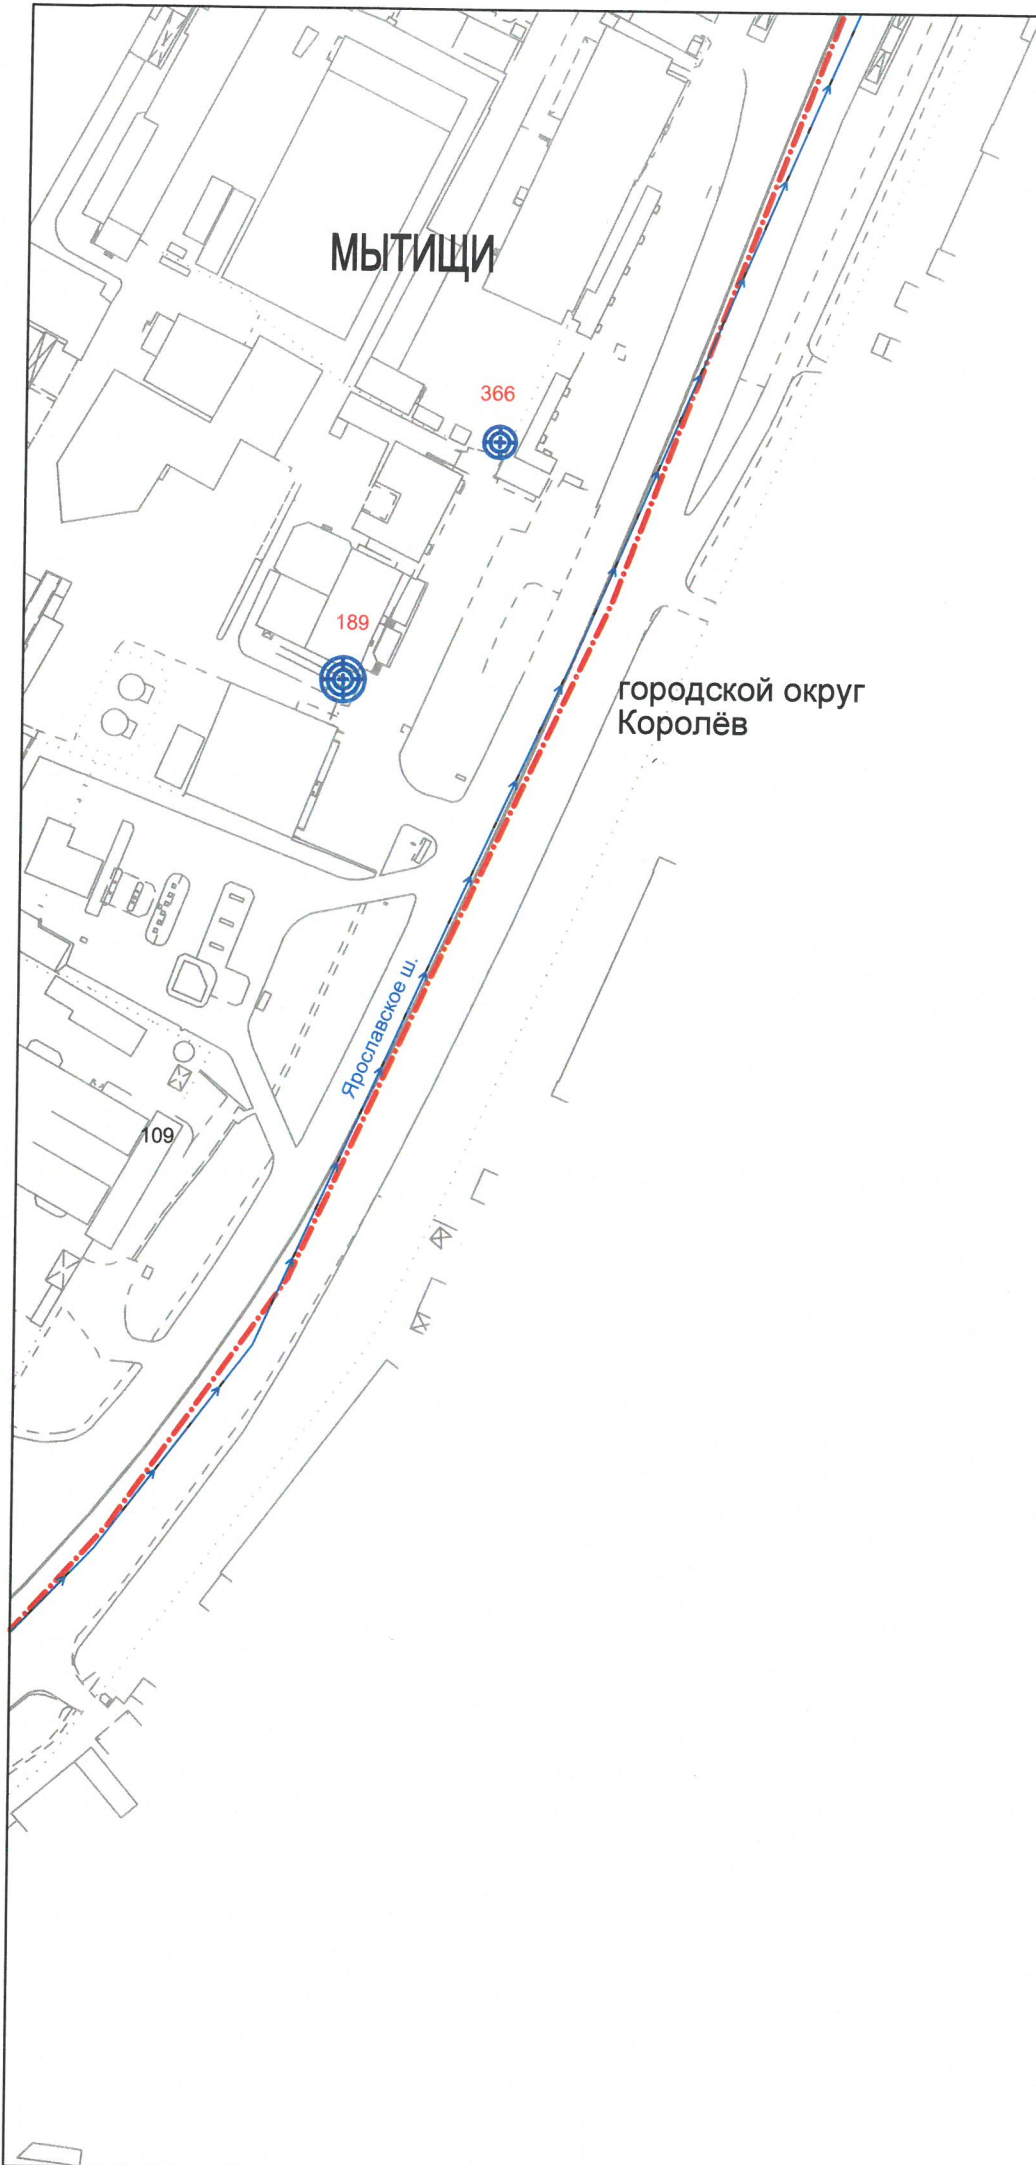 МЫТИЩИ
366
189
городской округ
Королёв
Ярославское ш.
109